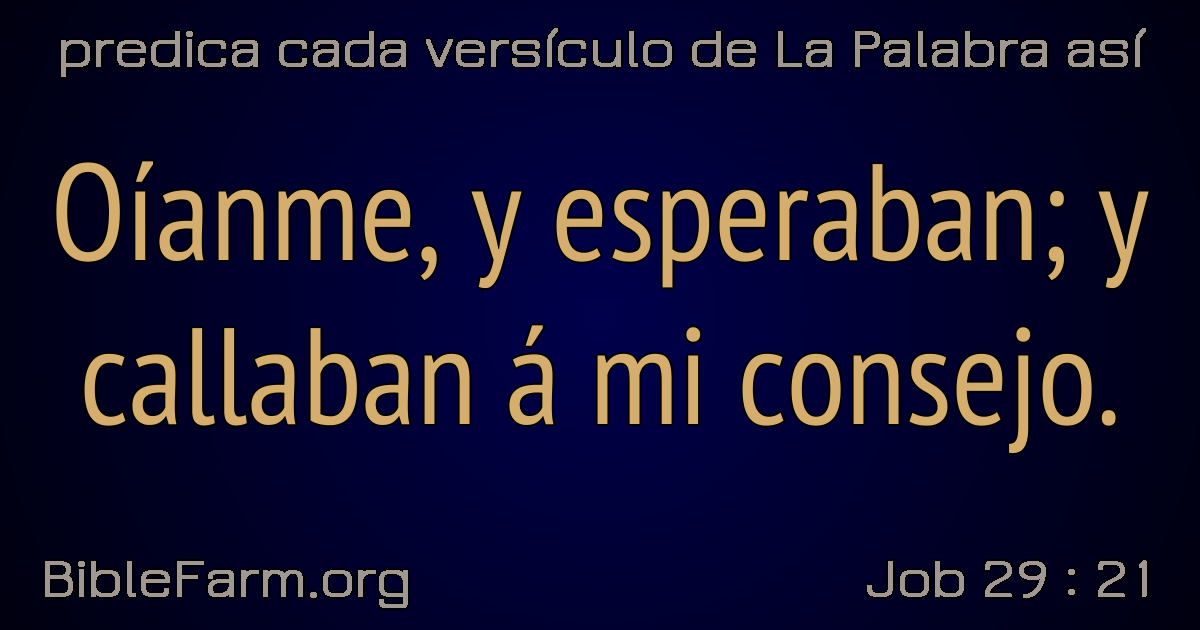 predica cada versículo de La Palabra así
Oíanme, y esperaban; y
callaban á mi consejo.
BibleFarm.org
Job 29 : 21